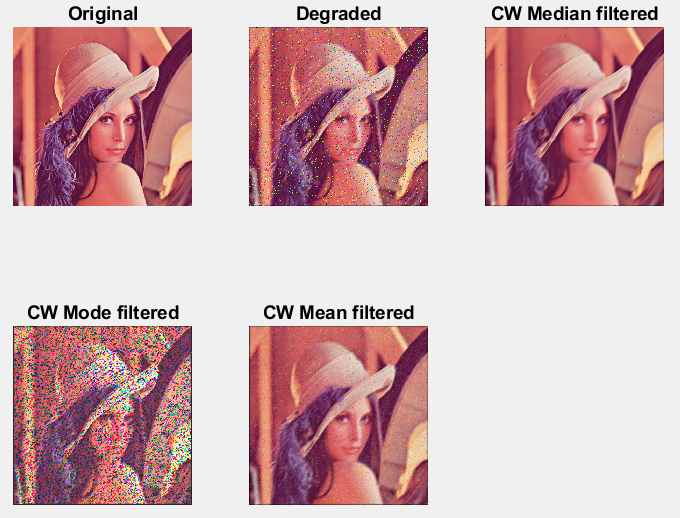 Original
Degraded
CW Median filtered
CW Mode filtered
CW Mean filtered